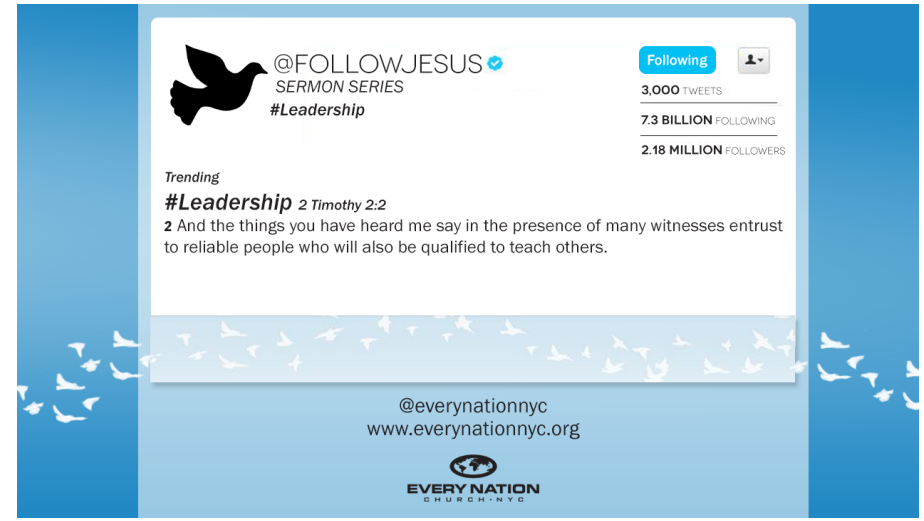 @FOLLOWJESUS
SERMON SERIES
#Leadership
Following
3,000 TWEETS
7.3 BILLION FOLLOWING
2.18 MILLION FOLLOWERS
Trending
#Leadership 2 Timothy 2:2
2 And the things you have heard me say in the presence of many witnesses entrust
to reliable people who will also be qualified to teach others.
@everynationnyc
www.everynationnyc.org
EVERY NATION
CHURCH·NYC